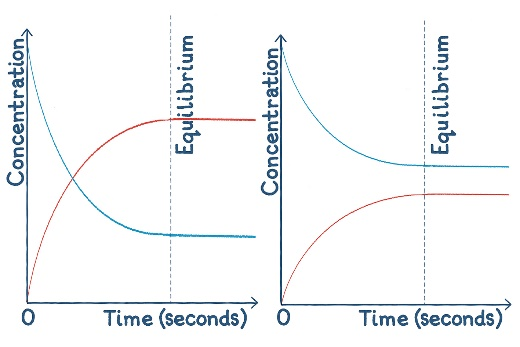 Concentration
Equilibrium
0
Time (seconds)
Concentration
Equilibrium
0
Time (seconds)